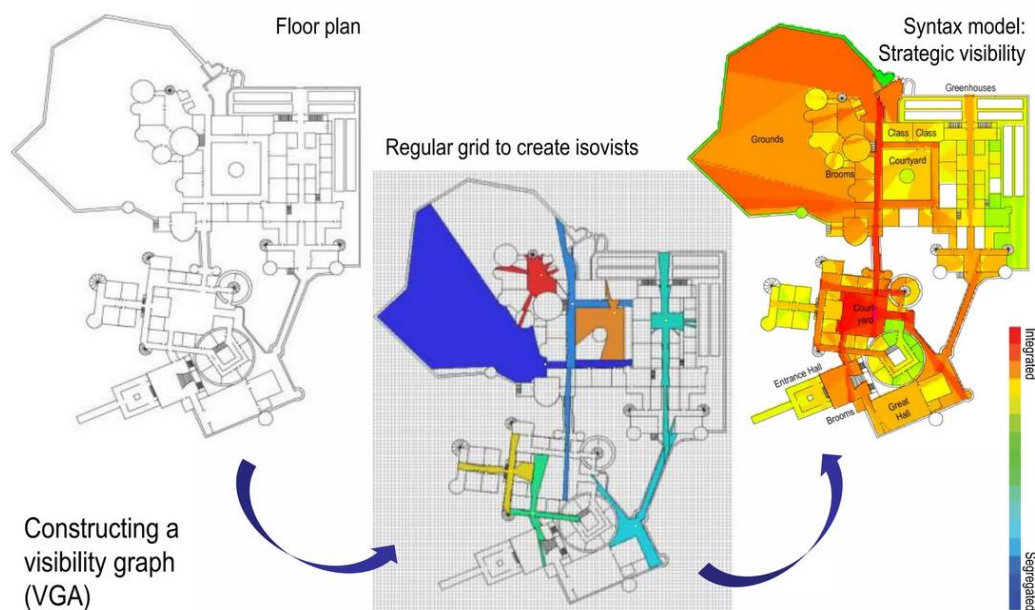 Floor plan
Syntax model:
Strategic visibility
Greenhouses
Regular grid to create isovists
Class Class
Grounds
Courtyard
Brooms
Court-
yard
Entrance Hall
Great
Hall
Brooms
Integrated
Segregated
Constructing a
visibility graph
(VGA)